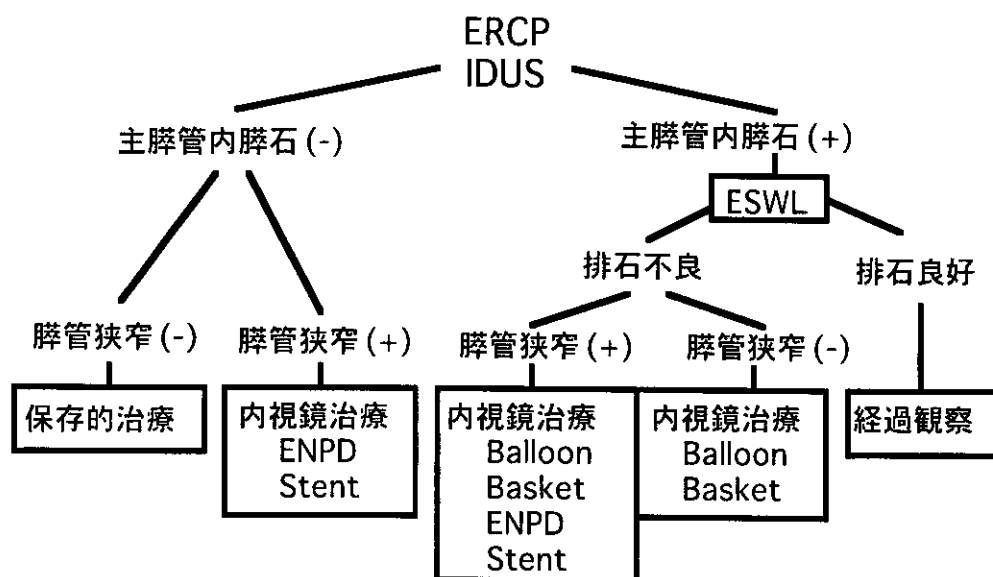 ERCP
IDUS
主膵管内膵石 (-)
主膵管内膵石 (+)
ESWL
排石不良
排石良好
膵管狭窄 (-)
膵管狭窄 (+)
膵管狭窄 (+)
膵管狭窄 (-)
保存的治療
内視鏡治療
ENPD
Stent
内視鏡治療
Balloon
Basket
ENPD
Stent
内視鏡治療
Balloon
Basket
経過観察